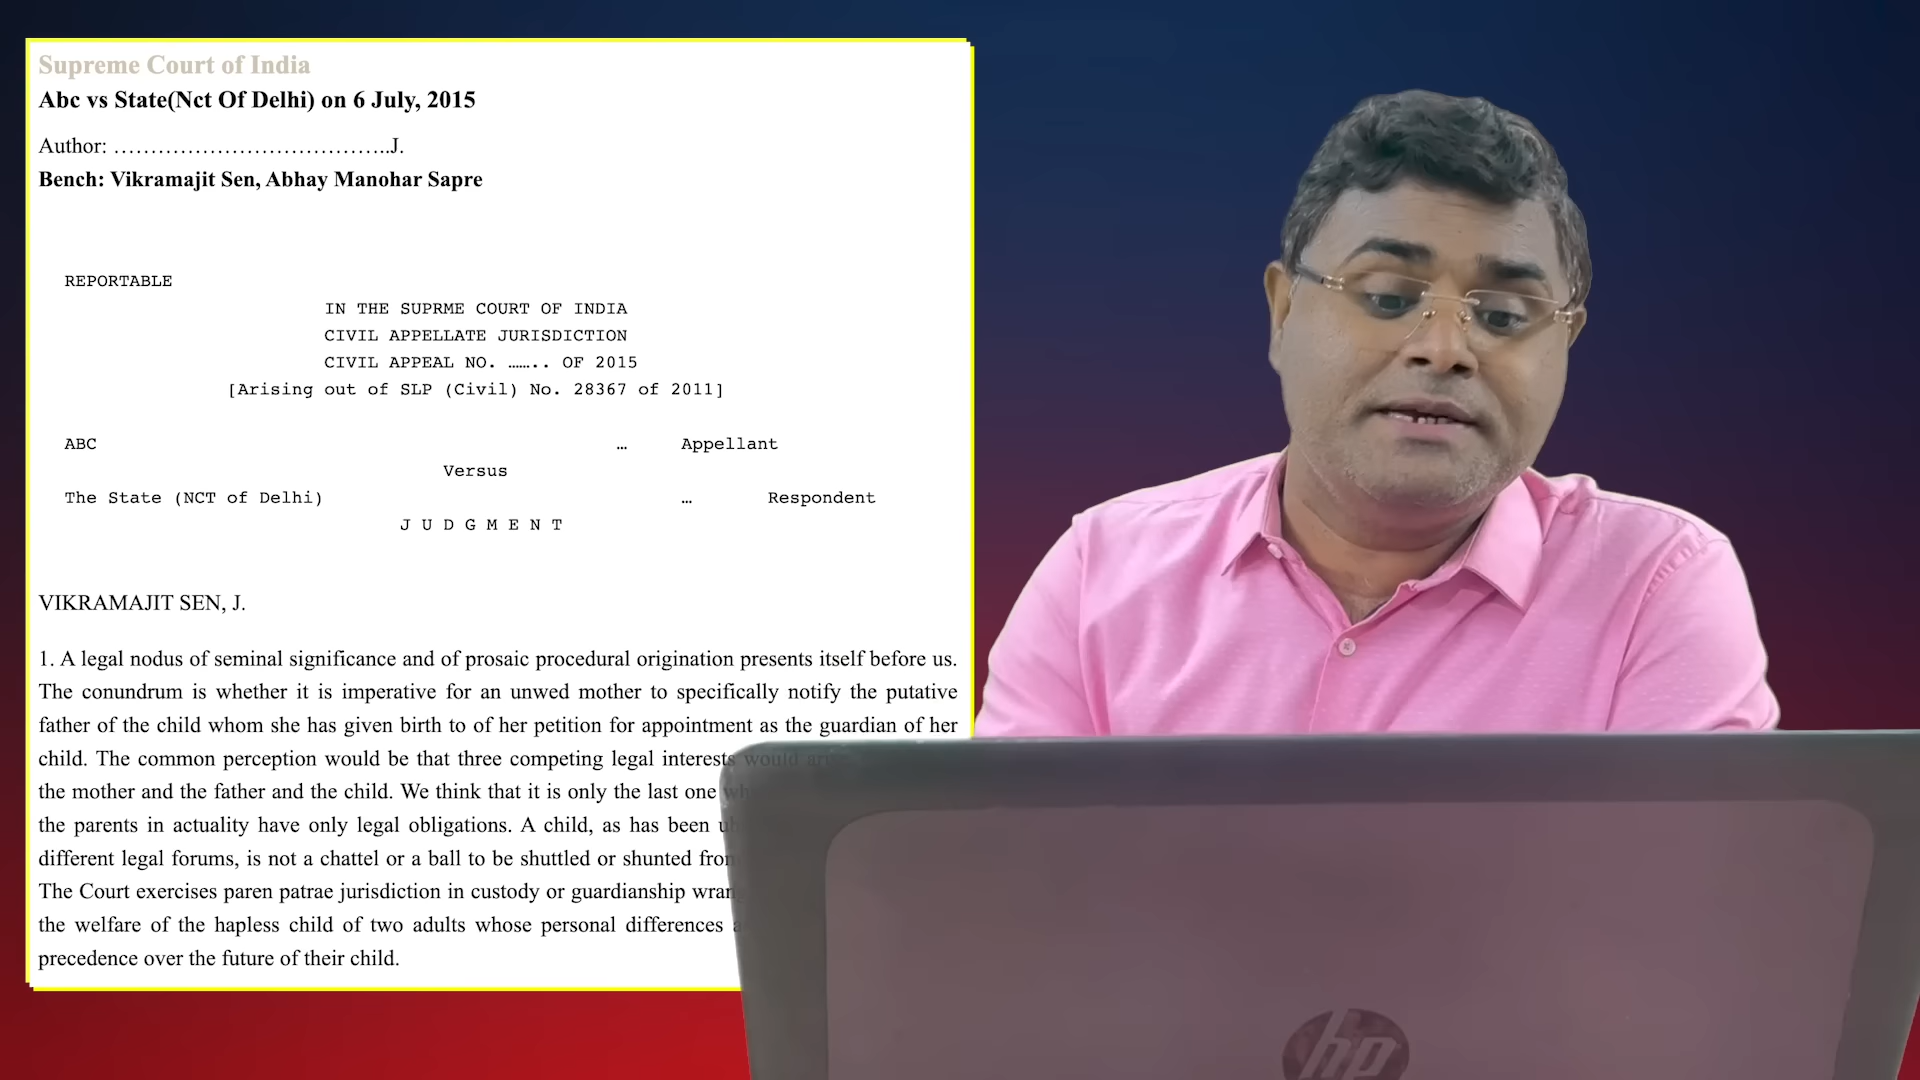 Supreme Court of India
Abc vs State(Nct Of Delhi) on 6 July, 2015
Author: ………………………………..J.
Bench: Vikramajit Sen, Abhay Manohar Sapre
REPORTABLE
IN THE SUPRME COURT OF INDIA
CIVIL APPELLATE JURISDICTION
CIVIL APPEAL NO. …….. OF 2015
[Arising out of SLP (Civil) No. 28367 of 2011]
ABC … Appellant
Versus
The State (NCT of Delhi) … Respondent
J U D G M E N T
VIKRAMAJIT SEN, J.
1. A legal nodus of seminal significance and of prosaic procedural origination presents itself before us.
The conundrum is whether it is imperative for an unwed mother to specifically notify the putative
father of the child whom she has given birth to of her petition for appointment as the guardian of her
child. The common perception would be that three competing legal interests would
the mother and the father and the child. We think that it is only the last one
the parents in actuality have only legal obligations. A child, as has been
different legal forums, is not a chattel or a ball to be shuttled or shunted from
The Court exercises paren patrae jurisdiction in custody or guardianship
the welfare of the hapless child of two adults whose personal differences
precedence over the future of their child.
hp